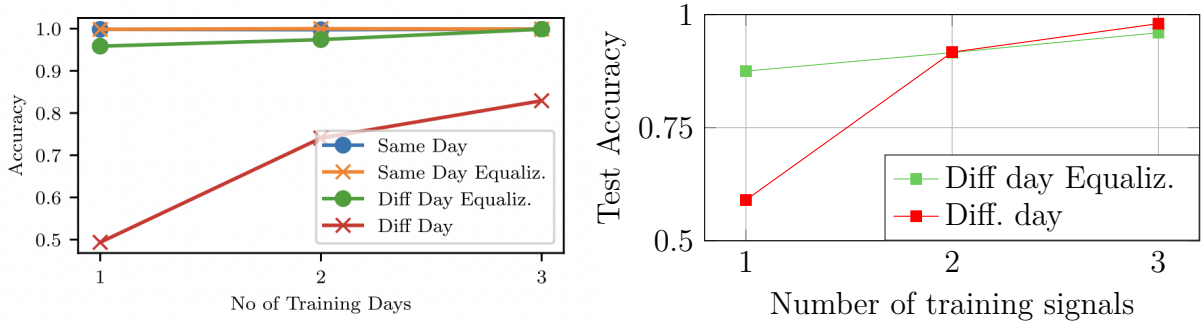 1.0
0.9
0.8
0.7
0.6
0.5
Accuracy
1
2
3
No of Training Days
Same Day
Same Day Equaliz.
Diff Day Equaliz.
Diff Day
1
0.75
0.5
Test Accuracy
1
2
3
Number of training signals
Diff day Equaliz.
Diff. day